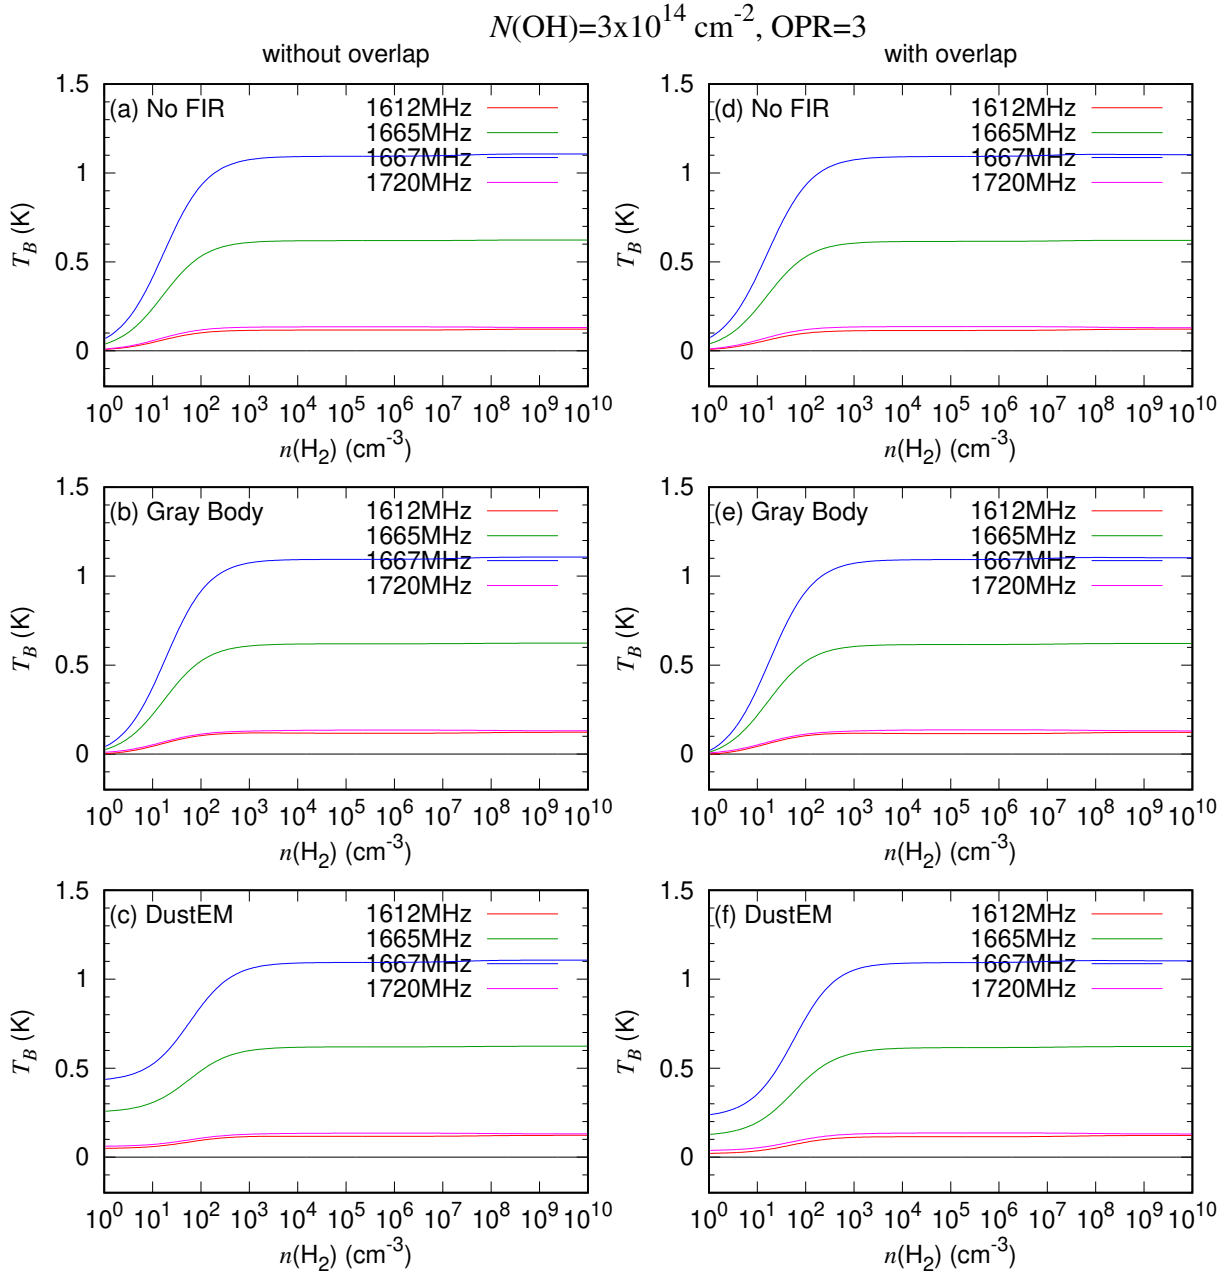 N(OH)=3x10^14 cm^-2, OPR=3
without overlap
with overlap
(a) No FIR
1612MHz
1665MHz
1667MHz
1720MHz
1.5
1
0.5
0
T_B (K)
10^0 10^1 10^2 10^3 10^4 10^5 10^6 10^7 10^8 10^9 10^10
n(H_2) (cm^-3)
(d) No FIR
1612MHz
1665MHz
1667MHz
1720MHz
1.5
1
0.5
0
T_B (K)
10^0 10^1 10^2 10^3 10^4 10^5 10^6 10^7 10^8 10^9 10^10
n(H_2) (cm^-3)
(b) Gray Body
1612MHz
1665MHz
1667MHz
1720MHz
1.5
1
0.5
0
T_B (K)
10^0 10^1 10^2 10^3 10^4 10^5 10^6 10^7 10^8 10^9 10^10
n(H_2) (cm^-3)
(e) Gray Body
1612MHz
1665MHz
1667MHz
1720MHz
1.5
1
0.5
0
T_B (K)
10^0 10^1 10^2 10^3 10^4 10^5 10^6 10^7 10^8 10^9 10^10
n(H_2) (cm^-3)
(c) DustEM
1612MHz
1665MHz
1667MHz
1720MHz
1.5
1
0.5
0
T_B (K)
10^0 10^1 10^2 10^3 10^4 10^5 10^6 10^7 10^8 10^9 10^10
n(H_2) (cm^-3)
(f) DustEM
1612MHz
1665MHz
1667MHz
1720MHz
1.5
1
0.5
0
T_B (K)
10^0 10^1 10^2 10^3 10^4 10^5 10^6 10^7 10^8 10^9 10^10
n(H_2) (cm^-3)